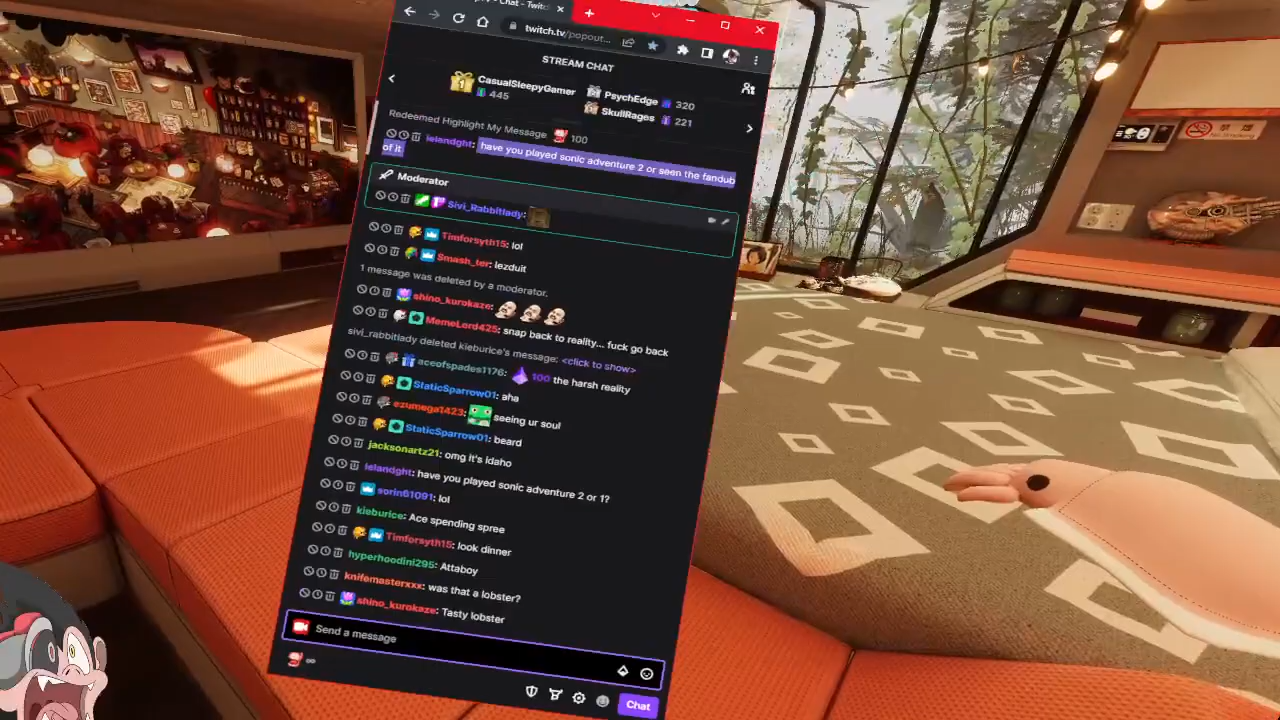 Chat - Twitch
twitch.tv/popout...
STREAM CHAT
CasualSleepyGamer
445
PsychEdge 320
SkullRages 221
Redeemed Highlight My Message 100
lelandght: have you played sonic adventure 2 or seen the fandub
of it
Moderator
Sivi_Rabbitlady:
Timforsyth15: lol
Smash_ter: lezduit
1 message was deleted by a moderator.
shino_kurokaze:
MemeLord425: snap back to reality... fuck go back
sivi_rabbitlady deleted kieburice's message: <click to show>
aceofspades1176: 100 the harsh reality
StaticSparrow01: aha
ezumega1423: seeing ur soul
StaticSparrow01: beard
jacksonartz21: omg it's idaho
lelandght: have you played sonic adventure 2 or 1?
sorin61091: lol
kieburice: Ace spending spree
Timforsyth15: look dinner
hyperhoodini295: Attaboy
knifemasterxxx: was that a lobster?
shino_kurokaze: Tasty lobster
Send a message
∞
Chat